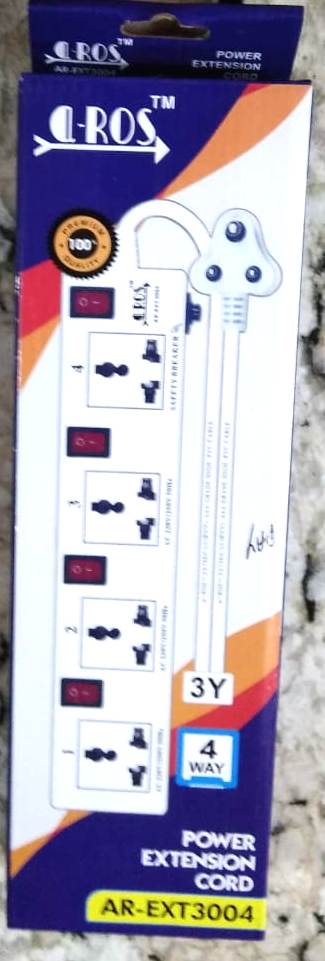 A-ROS™
AR-EXT3004
POWER
EXTENSION
CORD
A-ROS™
PREMIUM
100%
QUALITY
A-ROS™
4
SAFETY BREAKER
3
2
1
3Y
4
WAY
POWER
EXTENSION
CORD
AR-EXT3004